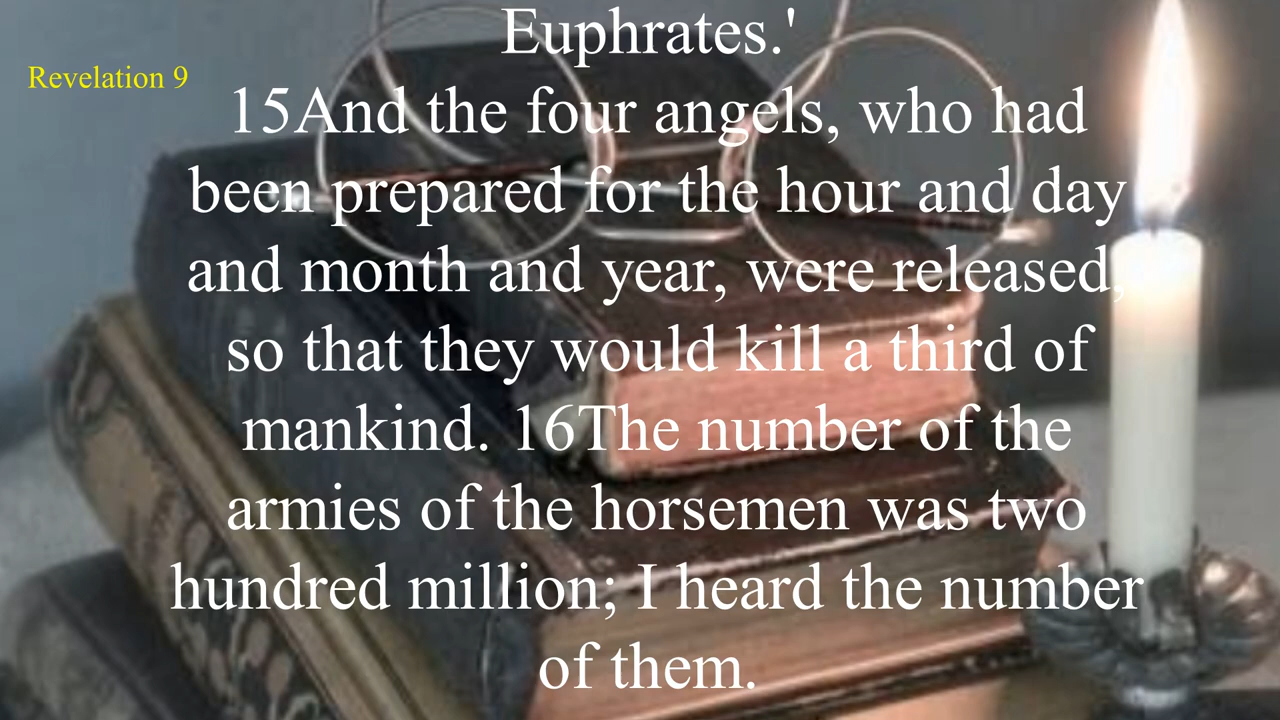 Euphrates.'
Revelation 9
15And the four angels, who had
been prepared for the hour and day
and month and year, were released,
so that they would kill a third of
mankind. 16The number of the
armies of the horsemen was two
hundred million; I heard the number
of them.